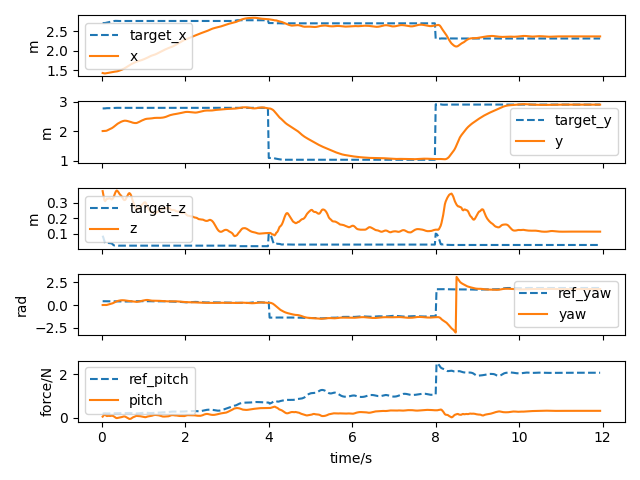 2.5
2.0
1.5
m
target_x
x
3
2
1
m
target_y
y
0.3
0.2
0.1
m
target_z
z
2.5
0.0
−2.5
rad
ref_yaw
yaw
2
0
force/N
ref_pitch
pitch
0 2 4 6 8 10 12
time/s